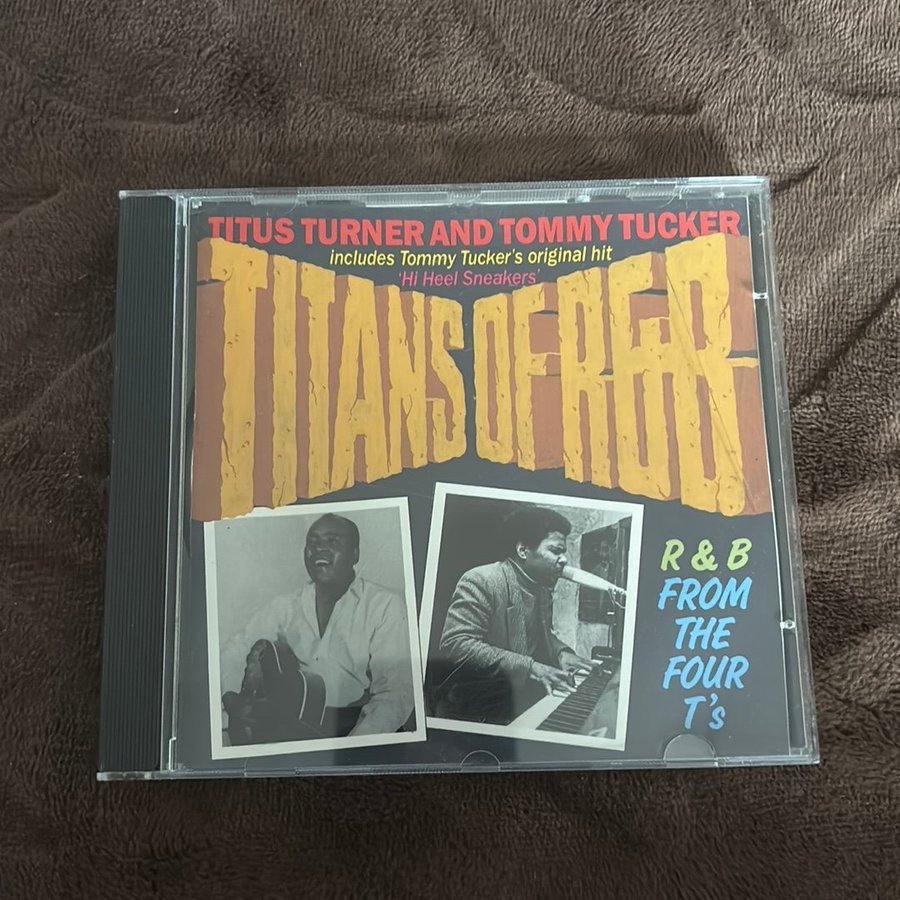 TITUS TURNER AND TOMMY TUCKER
includes Tommy Tucker's original hit
'Hi Heel Sneakers'
TITANS OF R&B
R & B
FROM
THE
FOUR
T's